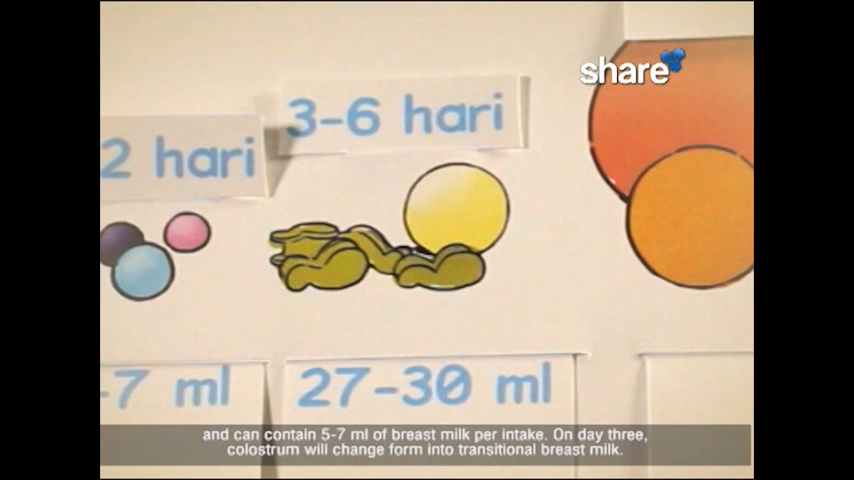 share
3-6 hari
2 hari
-7 ml
27-30 ml
and can contain 5-7 ml of breast milk per intake. On day three,
colostrum will change form into transitional breast milk.